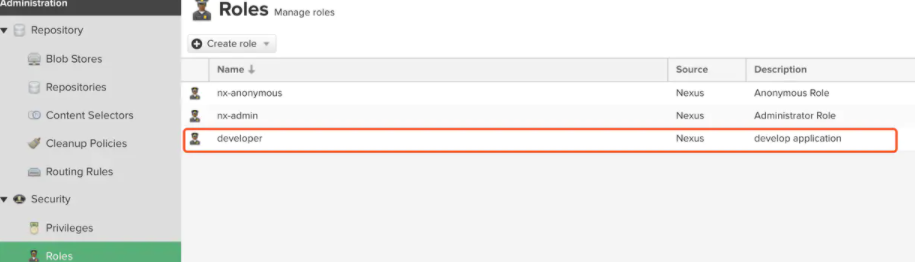 Administration
Repository
Blob Stores
Repositories
Content Selectors
Cleanup Policies
Routing Rules
Security
Privileges
Roles
Roles Manage roles
Create role
Name Source Description
nx-anonymous Nexus Anonymous Role
nx-admin Nexus Administrator Role
developer Nexus develop application